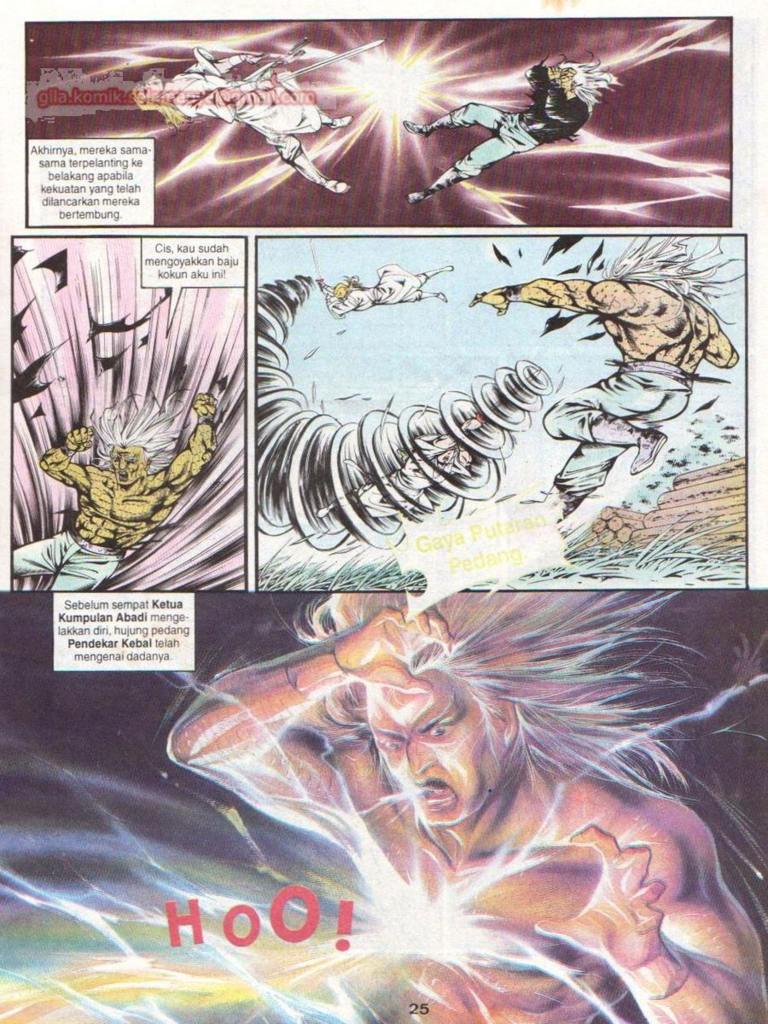 Akhirnya, mereka sama-
sama terpelanting ke
belakang apabila
kekuatan yang telah
dilancarkan mereka
bertembung.
Cis, kau sudah
mengoyakkan baju
kokun aku ini!
Gaya Putaran
Pedang.
Sebelum sempat Ketua
Kumpulan Abadi menge-
lakkan diri, hujung pedang
Pendekar Kebal telah
mengenai dadanya.
HOOO!
25